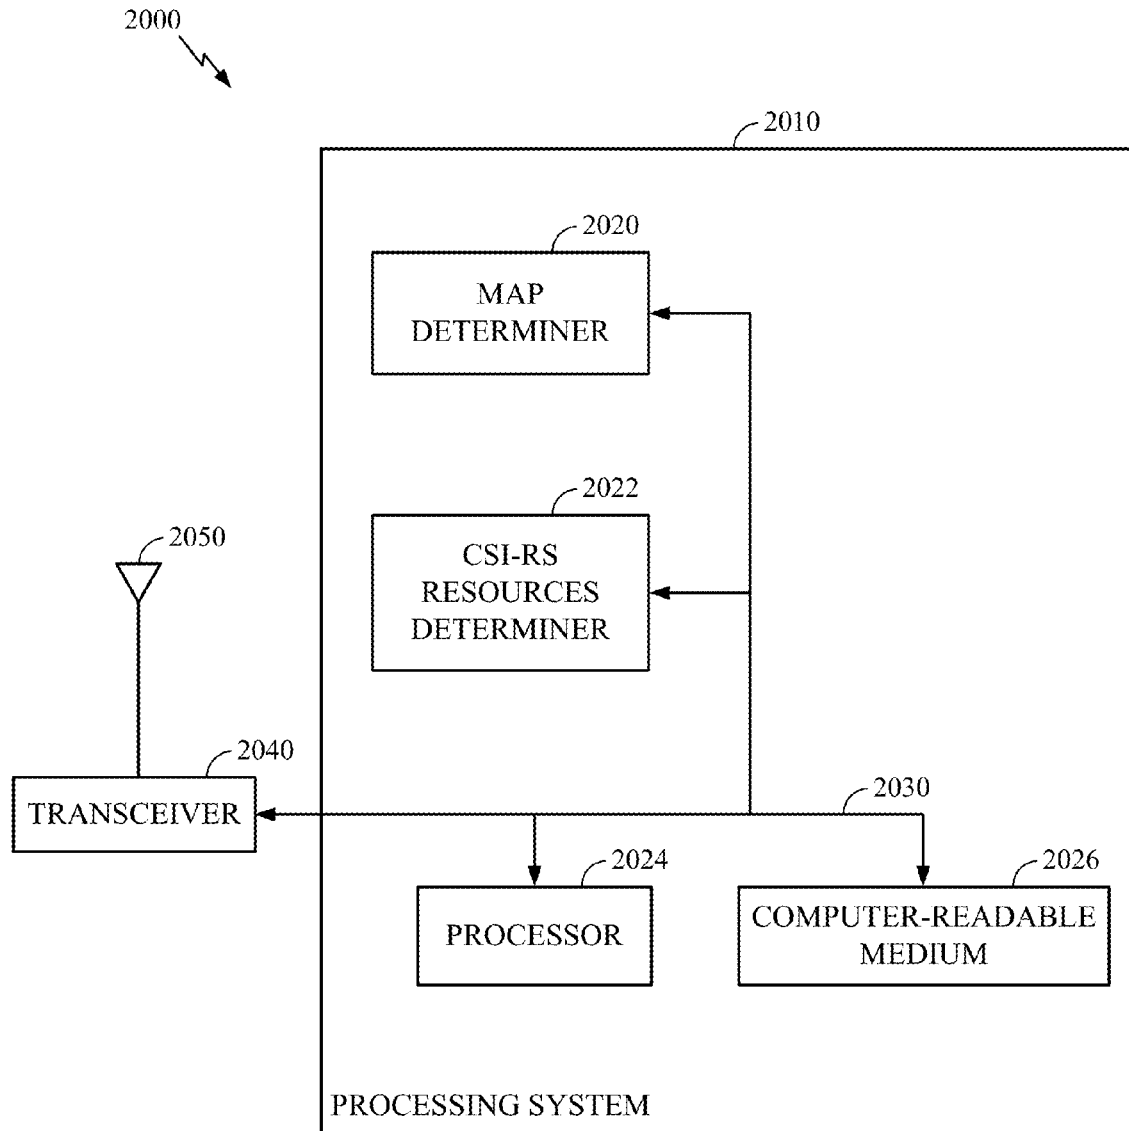 2000
2010
2020
MAP
DETERMINER
2022
CSI-RS
RESOURCES
DETERMINER
2050
2040
TRANSCEIVER
2030
2024
PROCESSOR
2026
COMPUTER-READABLE
MEDIUM
PROCESSING SYSTEM